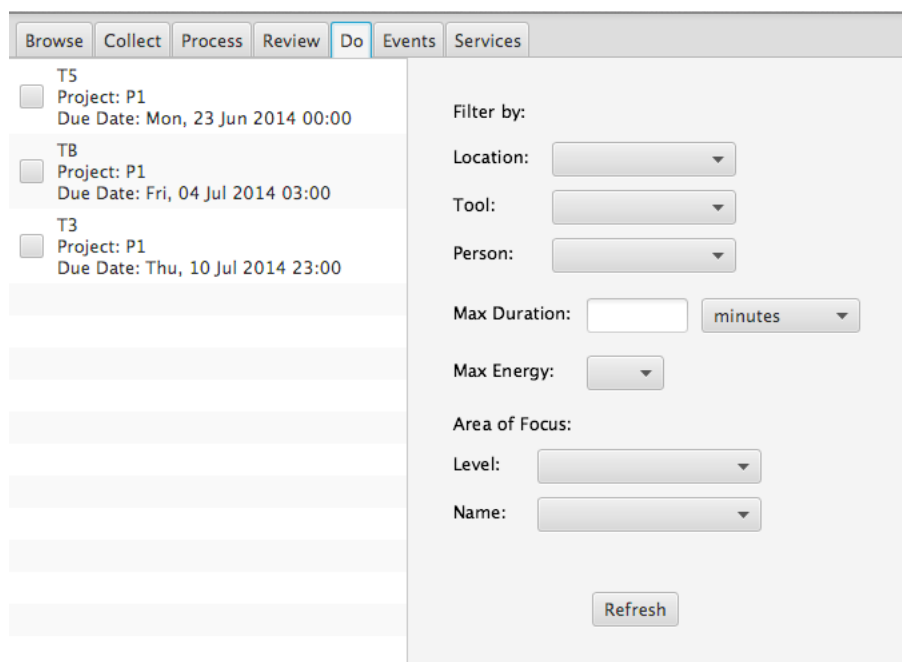 Browse Collect Process Review Do Events Services
T5
Project: P1
Due Date: Mon, 23 Jun 2014 00:00
T8
Project: P1
Due Date: Fri, 04 Jul 2014 03:00
T3
Project: P1
Due Date: Thu, 10 Jul 2014 23:00
Filter by:
Location:
Tool:
Person:
Max Duration: minutes
Max Energy:
Area of Focus:
Level:
Name:
Refresh